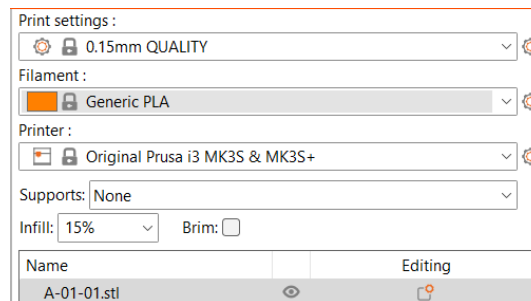 Print settings :
0.15mm QUALITY
Filament :
Generic PLA
Printer :
Original Prusa i3 MK3S & MK3S+
Supports: None
Infill: 15% Brim:
Name Editing
A-01-01.stl